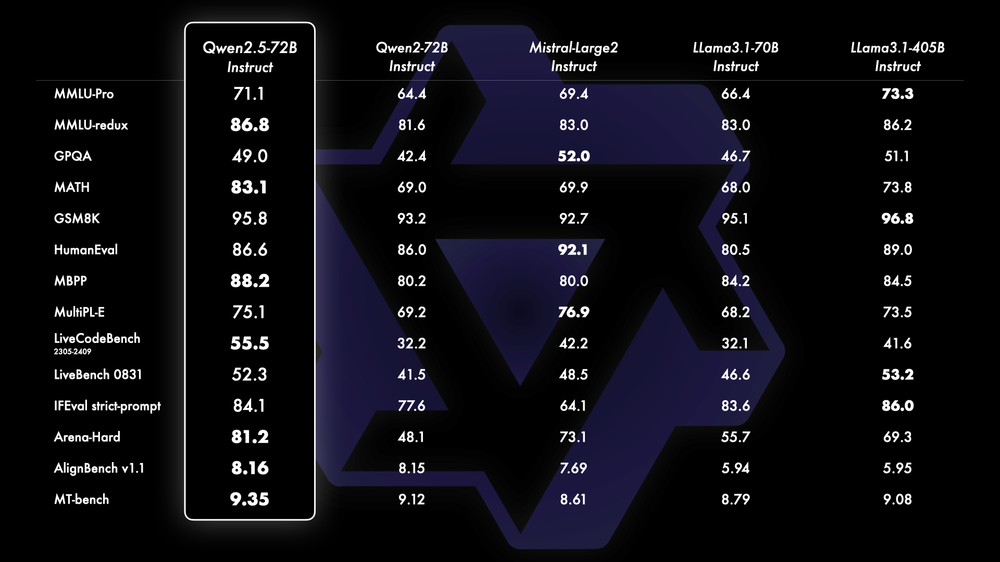 Qwen2.5-72B Qwen2-72B Mistral-Large2 LLama3.1-70B LLama3.1-405B
Instruct Instruct Instruct Instruct Instruct
MMLU-Pro 71.1 64.4 69.4 66.4 73.3
MMLU-redux 86.8 81.6 83.0 83.0 86.2
GPQA 49.0 42.4 52.0 46.7 51.1
MATH 83.1 69.0 69.9 68.0 73.8
GSM8K 95.8 93.2 92.7 95.1 96.8
HumanEval 86.6 86.0 92.1 80.5 89.0
MBPP 88.2 80.2 80.0 84.2 84.5
MultiPL-E 75.1 69.2 76.9 68.2 73.5
LiveCodeBench 55.5 32.2 42.2 32.1 41.6
2305-2409
LiveBench 0831 52.3 41.5 48.5 46.6 53.2
IFEval strict-prompt 84.1 77.6 64.1 83.6 86.0
Arena-Hard 81.2 48.1 73.1 55.7 69.3
AlignBench v1.1 8.16 8.15 7.69 5.94 5.95
MT-bench 9.35 9.12 8.61 8.79 9.08